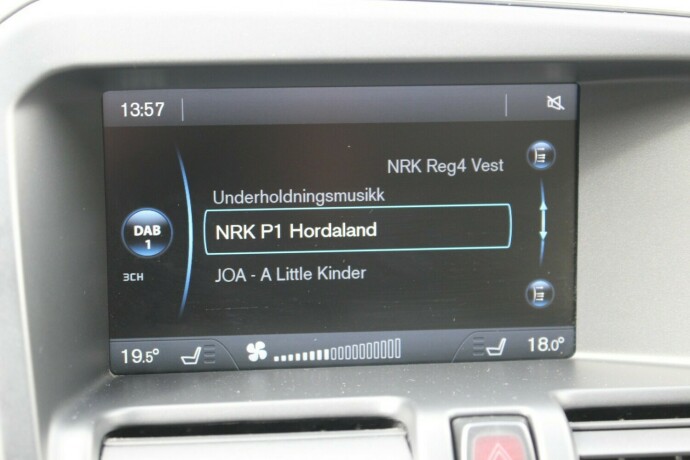 13:57
NRK Reg4 Vest
Underholdningsmusikk
DAB
1
NRK P1 Hordaland
3CH
JOA - A Little Kinder
19.5°
18.0°